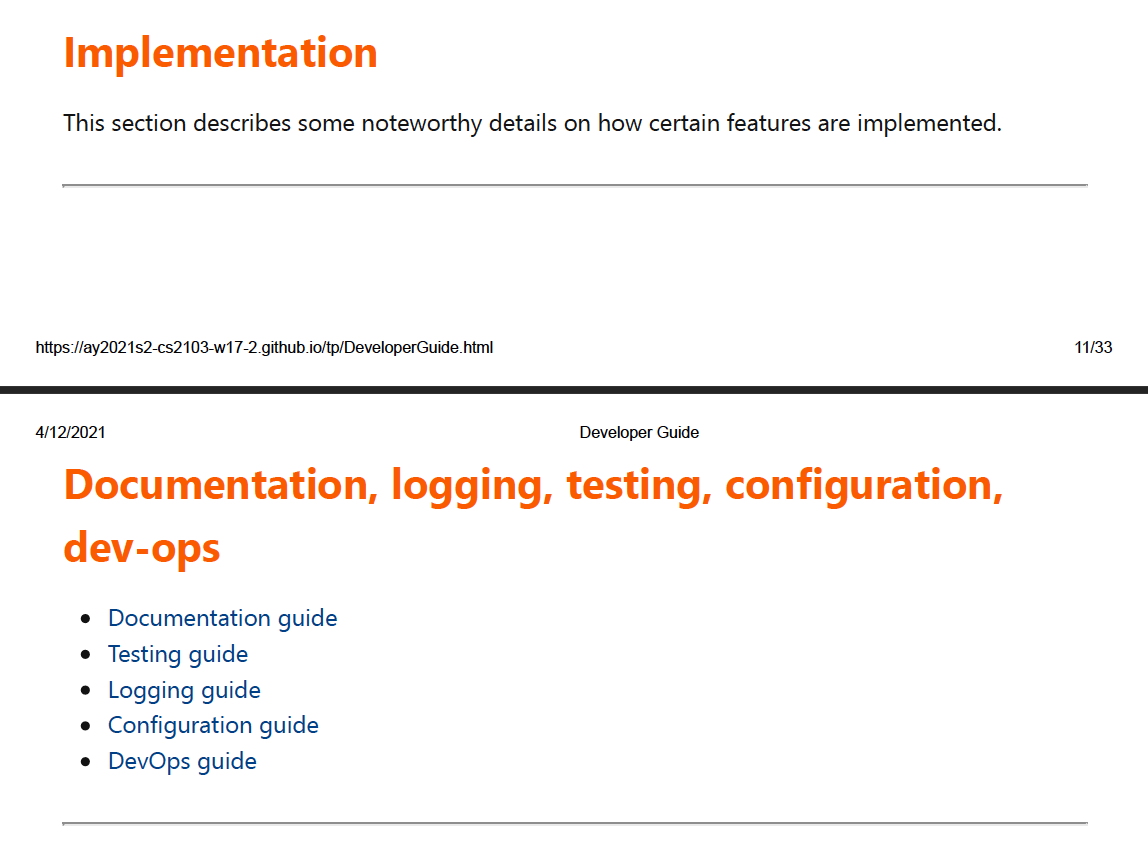 Implementation
This section describes some noteworthy details on how certain features are implemented.
https://ay2021s2-cs2103-w17-2.github.io/tp/DeveloperGuide.html 11/33
4/12/2021 Developer Guide
Documentation, logging, testing, configuration,
dev-ops
Documentation guide
Testing guide
Logging guide
Configuration guide
DevOps guide